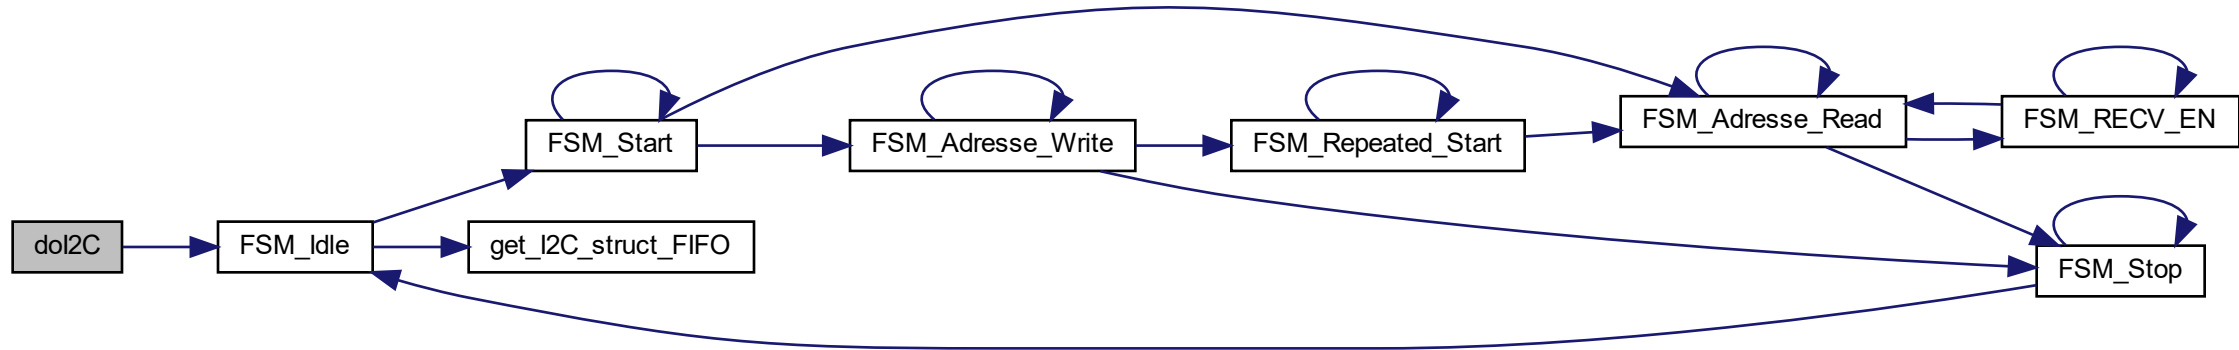 doI2C
FSM_Idle
FSM_Start
get_I2C_struct_FIFO
FSM_Adresse_Write
FSM_Repeated_Start
FSM_Adresse_Read
FSM_RECV_EN
FSM_Stop